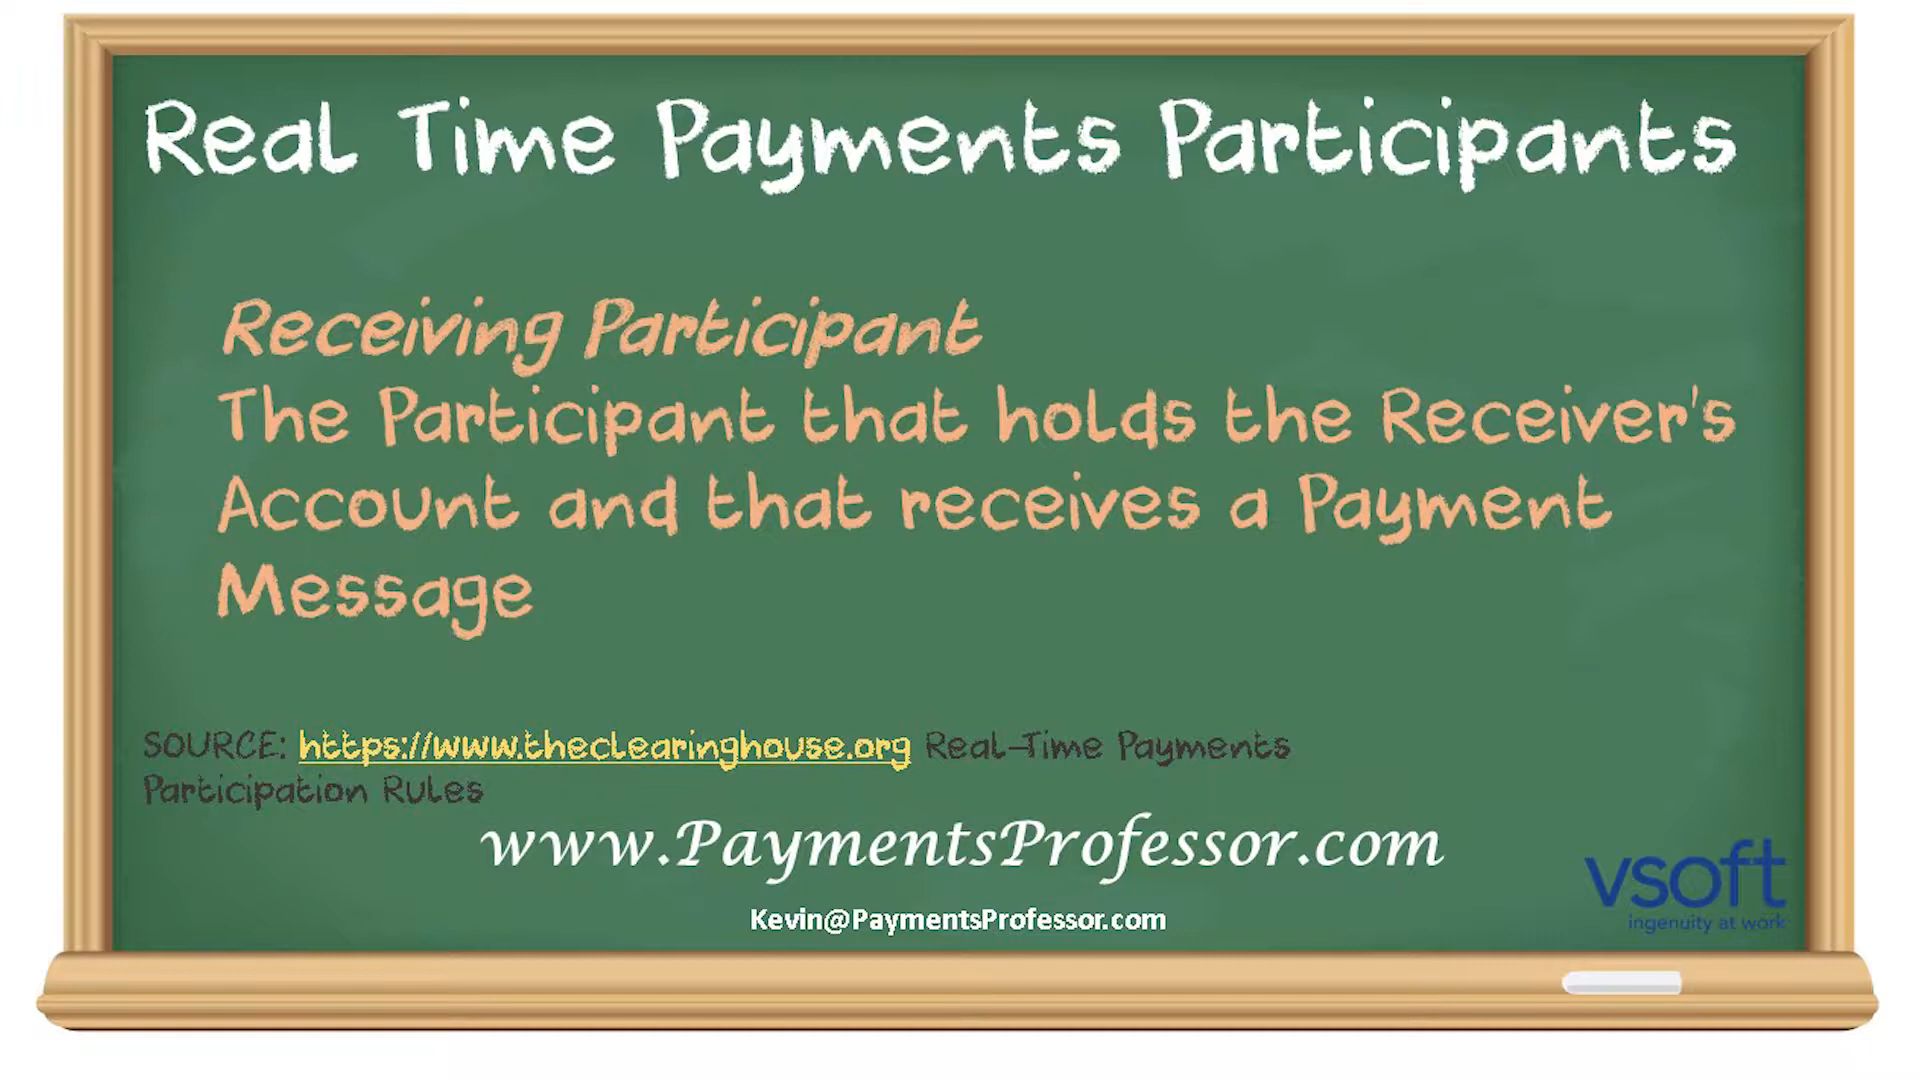 Real Time Payments Participants
Receiving Participant
The Participant that holds the Receiver's
Account and that receives a Payment
Message
SOURCE: https://www.theclearinghouse.org Real-Time Payments
Participation Rules
www.PaymentsProfessor.com
Kevin@PaymentsProfessor.com
vsoft
ingenuity at work